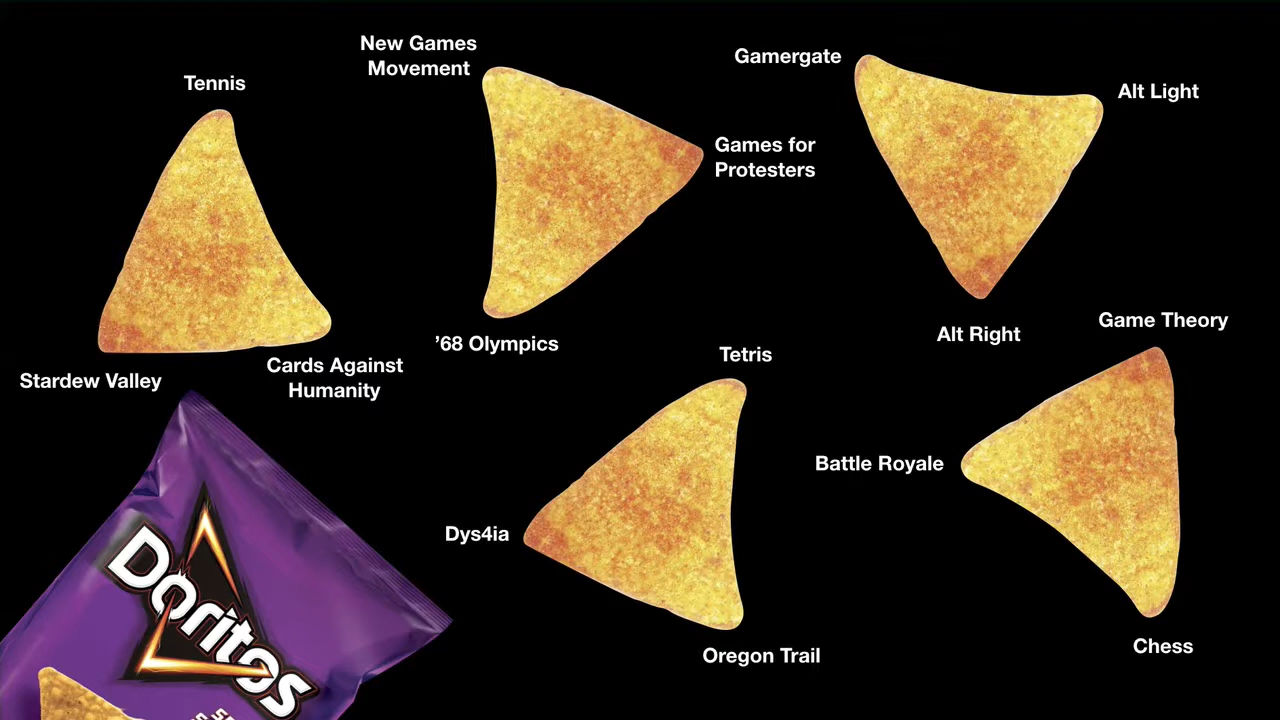 New Games
Movement
Gamergate
Tennis
Alt Light
Games for
Protesters
Game Theory
Alt Right
'68 Olympics
Tetris
Cards Against
Humanity
Stardew Valley
Battle Royale
Dys4ia
Doritos
Chess
Oregon Trail